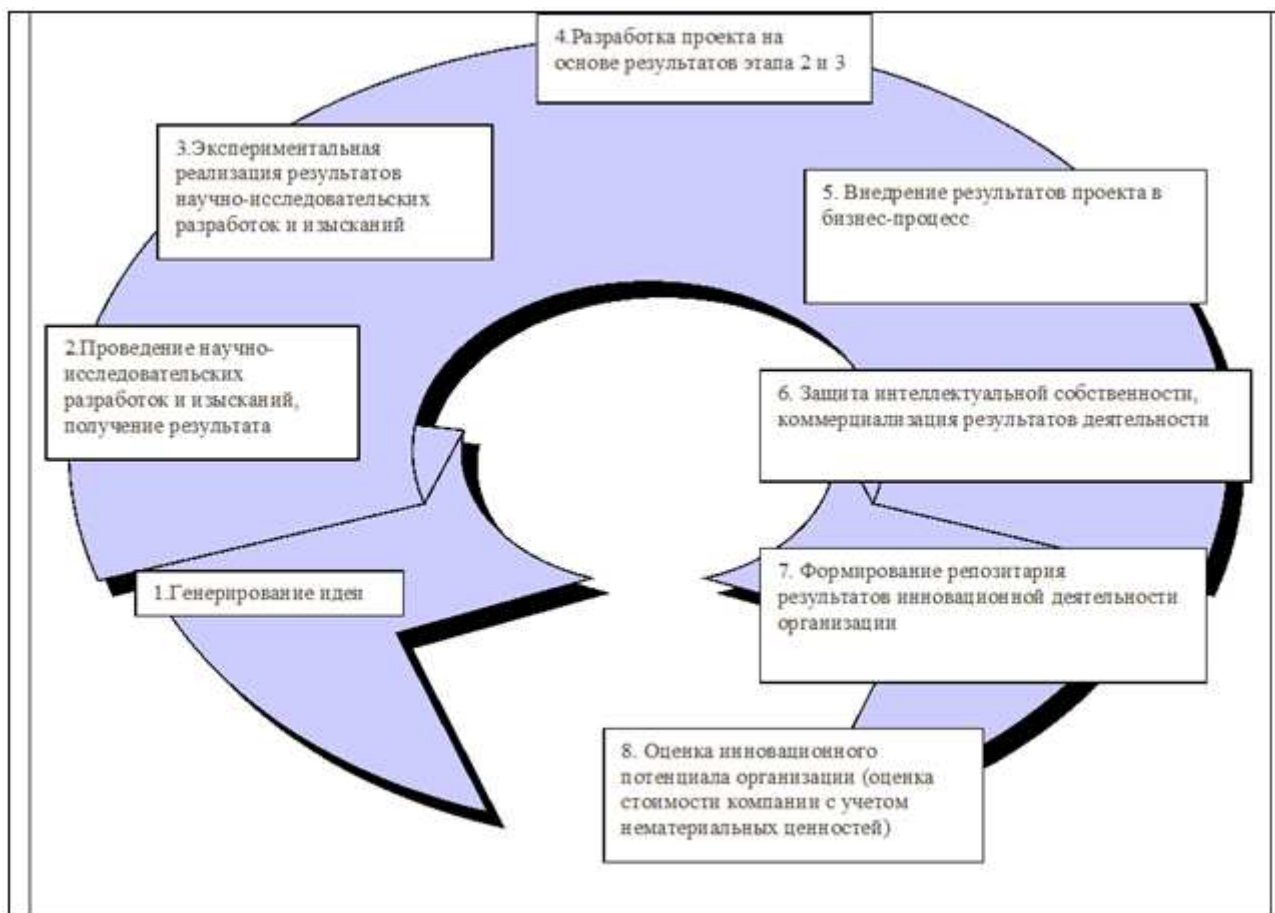 4.Разработка проекта на
основе результатов этапа 2 и 3
3.Экспериментальная
реализация результатов
научно-исследовательских
разработок и изысканий
5. Внедрение результатов проекта в
бизнес-процесс
2.Проведение научно-
исследовательских
разработок и изысканий,
получение результата
6. Защита интеллектуальной собственности,
коммерциализация результатов деятельности
1.Генерирование идеи
7. Формирование репозитария
результатов инновационной деятельности
организации
8. Оценка инновационного
потенциала организации (оценка
стоимости компании с учетом
нематериальных ценностей)